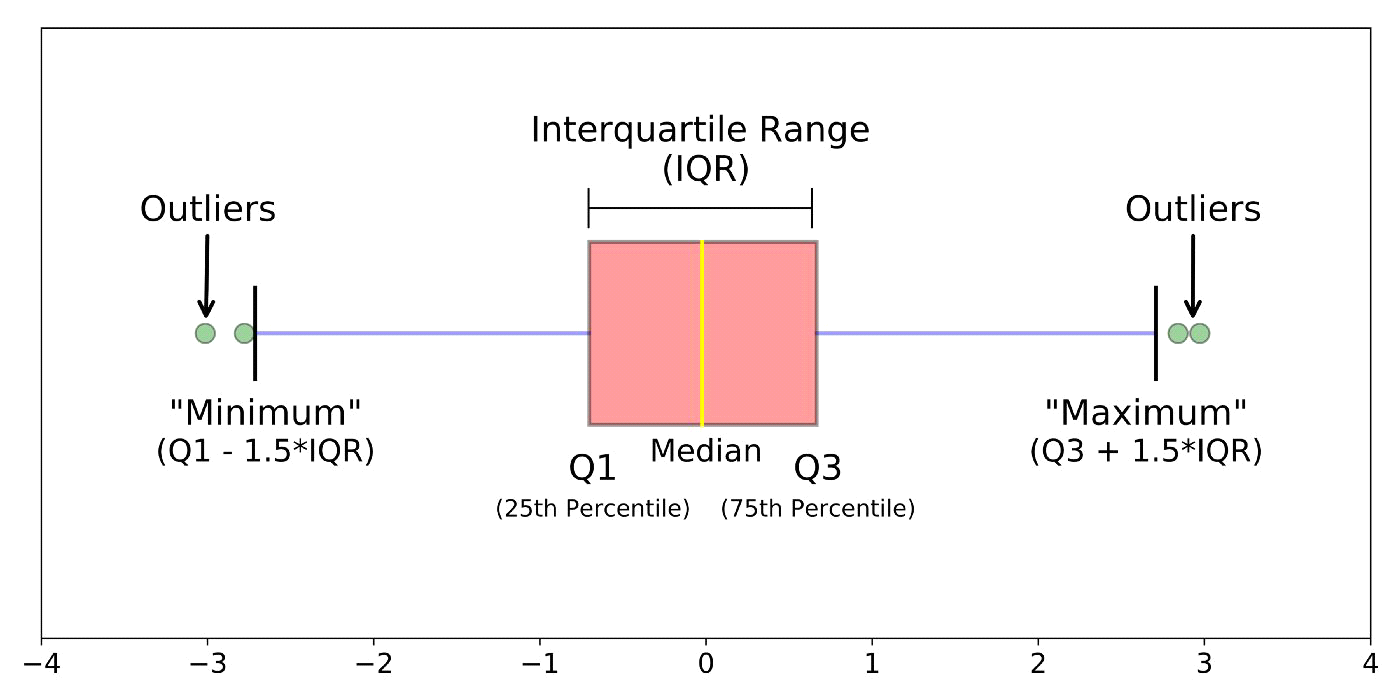 Interquartile Range
(IQR)
Outliers
Outliers
"Minimum"
(Q1 - 1.5*IQR)
"Maximum"
(Q3 + 1.5*IQR)
Median
Q1
Q3
(25th Percentile)
(75th Percentile)
−4
−3
−2
−1
0
1
2
3
4